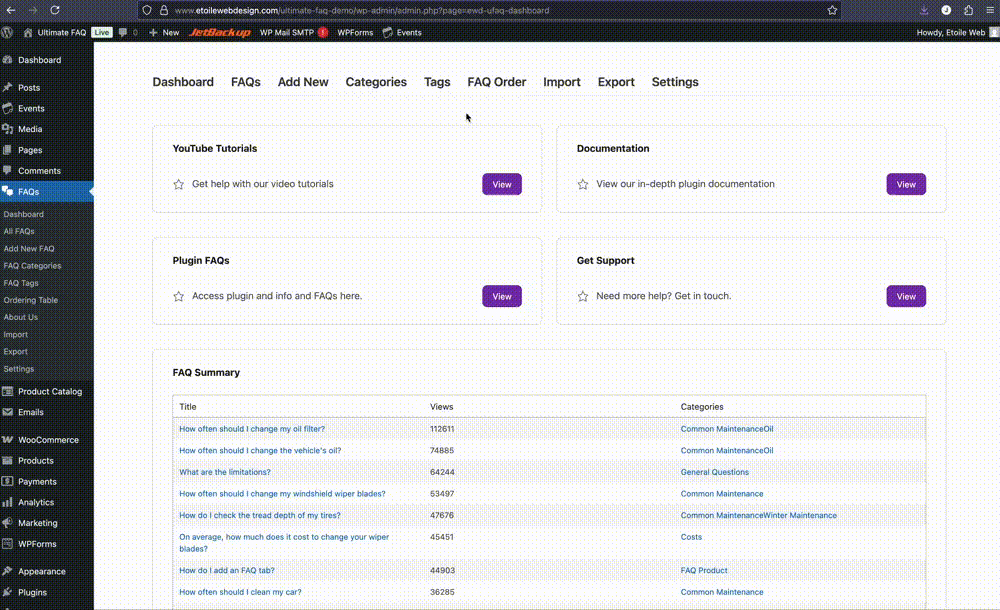 www.etoilewebdesign.com/ultimate-faq-demo/wp-admin/admin.php?page=ewd-ufaq-dashboard
Ultimate FAQ Live 0 New JetBackup WP Mail SMTP ! WPForms Events Howdy, Etoile Web
Dashboard
Posts
Events
Media
Pages
Comments
FAQs
Dashboard
All FAQs
Add New FAQ
FAQ Categories
FAQ Tags
Ordering Table
About Us
Import
Export
Settings
Product Catalog
Emails
WooCommerce
Products
Payments
Analytics
Marketing
WPForms
Appearance
Plugins
Dashboard FAQs Add New Categories Tags FAQ Order Import Export Settings
YouTube Tutorials
Get help with our video tutorials View
Documentation
View our in-depth plugin documentation View
Plugin FAQs
Access plugin and info and FAQs here. View
Get Support
Need more help? Get in touch. View
FAQ Summary
Title Views Categories
How often should I change my oil filter? 112611 Common MaintenanceOil
How often should I change the vehicle's oil? 74885 Common MaintenanceOil
What are the limitations? 64244 General Questions
How often should I change my windshield wiper blades? 53497 Common Maintenance
How do I check the tread depth of my tires? 47676 Common MaintenanceWinter Maintenance
On average, how much does it cost to change your wiper 45451 Costs
blades?
How do I add an FAQ tab? 44903 FAQ Product
How often should I clean my car? 36285 Common Maintenance